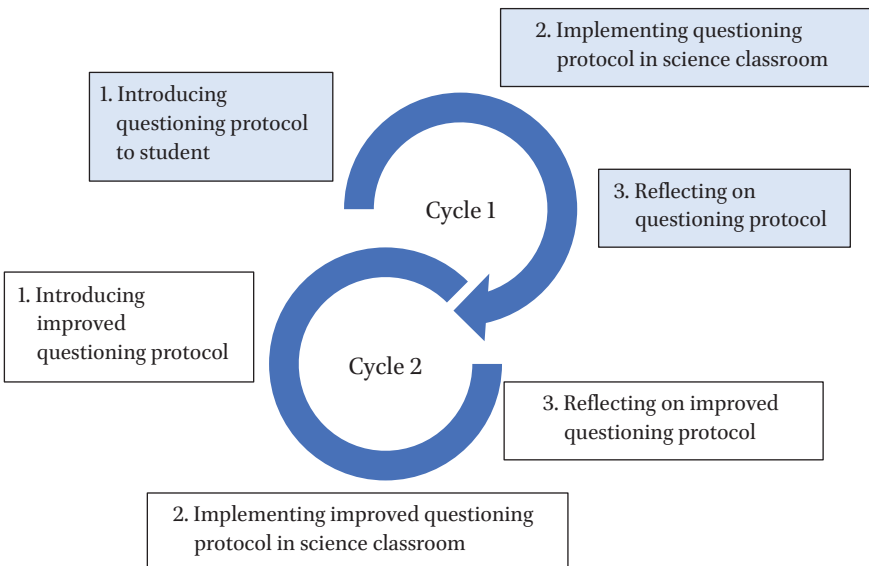 1. Introducing
questioning protocol
to student
2. Implementing questioning
protocol in science classroom
3. Reflecting on
questioning protocol
Cycle 1
1. Introducing
improved
questioning protocol
Cycle 2
2. Implementing improved questioning
protocol in science classroom
3. Reflecting on improved
questioning protocol